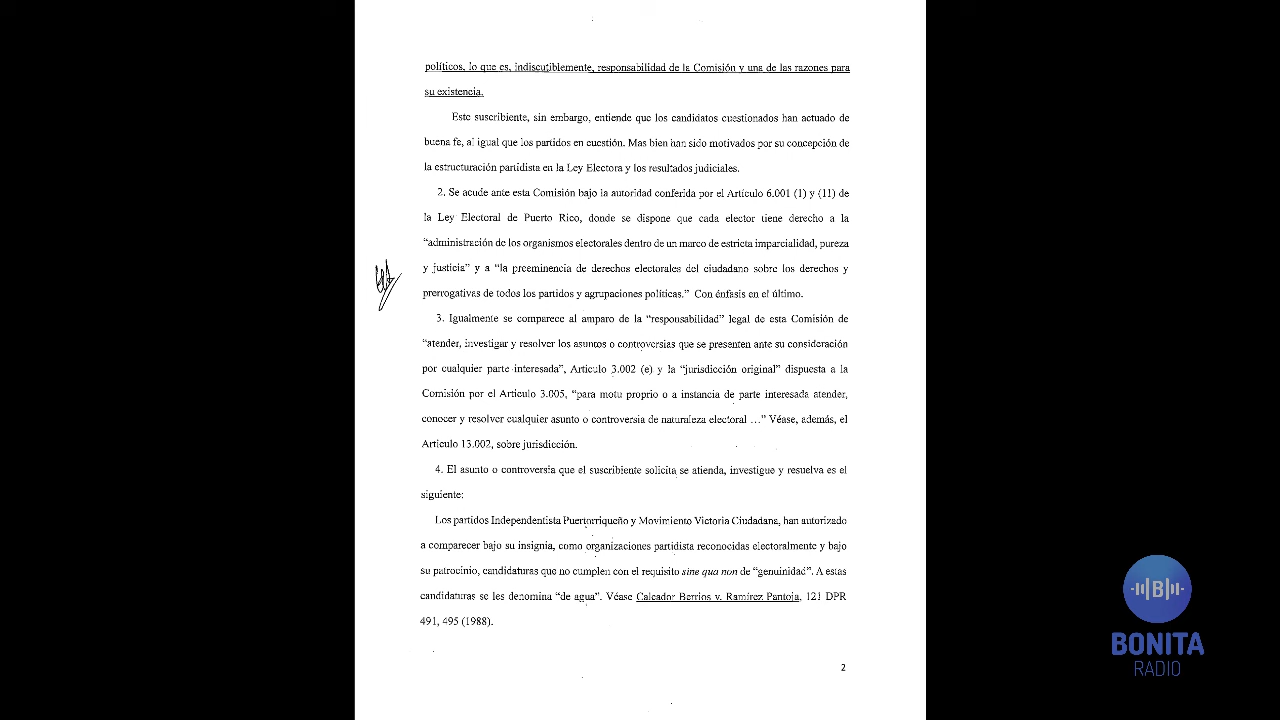 políticos, lo que es, indiscutiblemente, responsabilidad de la Comisión y una de las razones para
su existencia.
Este suscribiente, sin embargo, entiende que los candidatos cuestionados han actuado de
buena fe, al igual que los partidos en cuestión. Mas bien han sido motivados por su concepción de
la estructuración partidista en la Ley Electora y los resultados judiciales.
2. Se acude ante esta Comisión bajo la autoridad conferida por el Artículo 6.001 (1) y (11) de
la Ley Electoral de Puerto Rico, donde se dispone que cada elector tiene derecho a la
“administración de los organismos electorales dentro de un marco de estricta imparcialidad, pureza
y justicia” y a “la preeminencia de derechos electorales del ciudadano sobre los derechos y
prerrogativas de todos los partidos y agrupaciones políticas.” Con énfasis en el último.
3. Igualmente se comparece al amparo de la “responsabilidad” legal de esta Comisión de
“atender, investigar y resolver los asuntos o controversias que se presenten ante su consideración
por cualquier parte interesada”, Articulo 3.002 (e) y la “jurisdicción original” dispuesta a la
Comisión por el Artículo 3.005, “para motu proprio o a instancia de parte interesada atender,
conocer y resolver cualquier asunto o controversia de naturaleza electoral …” Véase, además, el
Artículo 13.002, sobre jurisdicción.
4. El asunto o controversia que el suscribiente solicita se atienda, investigue y resuelva es el
siguiente:
Los partidos Independentista Puertorriqueño y Movimiento Victoria Ciudadana, han autorizado
a comparecer bajo su insignia, como organizaciones partidista reconocidas electoralmente y bajo
su patrocinio, candidaturas que no cumplen con el requisito sine qua non de “genuinidad”. A estas
candidaturas se les denomina “de agua”. Véase Calcador Berrios v. Ramírez Pantoja, 121 DPR
491, 495 (1988).
2
B
BONITA
RADIO